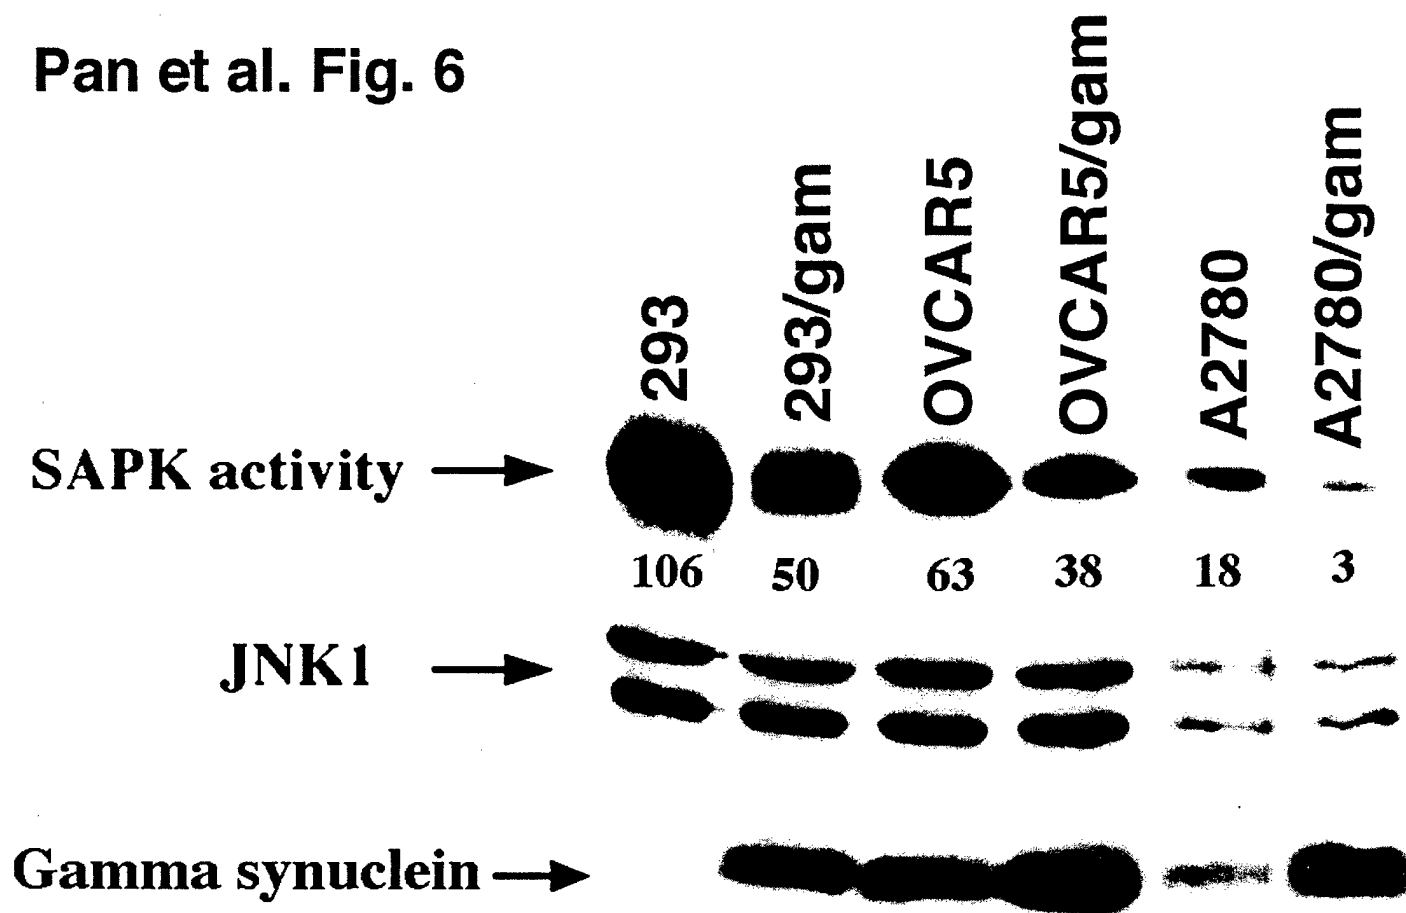 Pan et al. Fig. 6
293 293/gam OVCAR5 OVCAR5/gam A2780 A2780/gam
SAPK activity
106 50 63 38 18 3
JNK1
Gamma synuclein